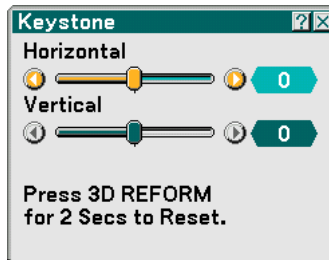 Keystone ? X
Horizontal
0
Vertical
0
Press 3D REFORM
for 2 Secs to Reset.